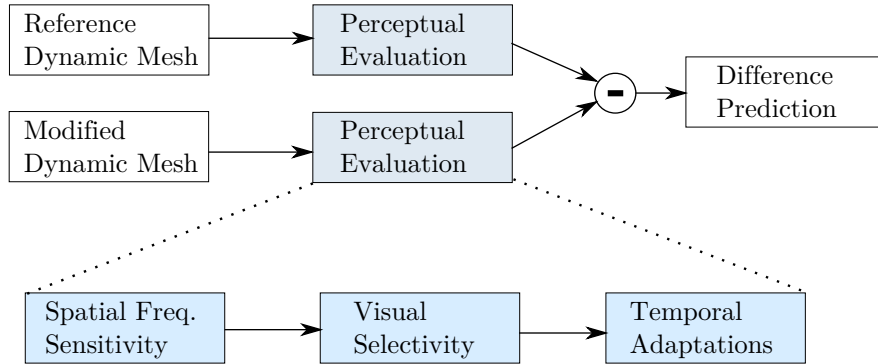 Reference
Dynamic Mesh
Perceptual
Evaluation
Modified
Dynamic Mesh
Perceptual
Evaluation
-
Difference
Prediction
Spatial Freq.
Sensitivity
Visual
Selectivity
Temporal
Adaptations